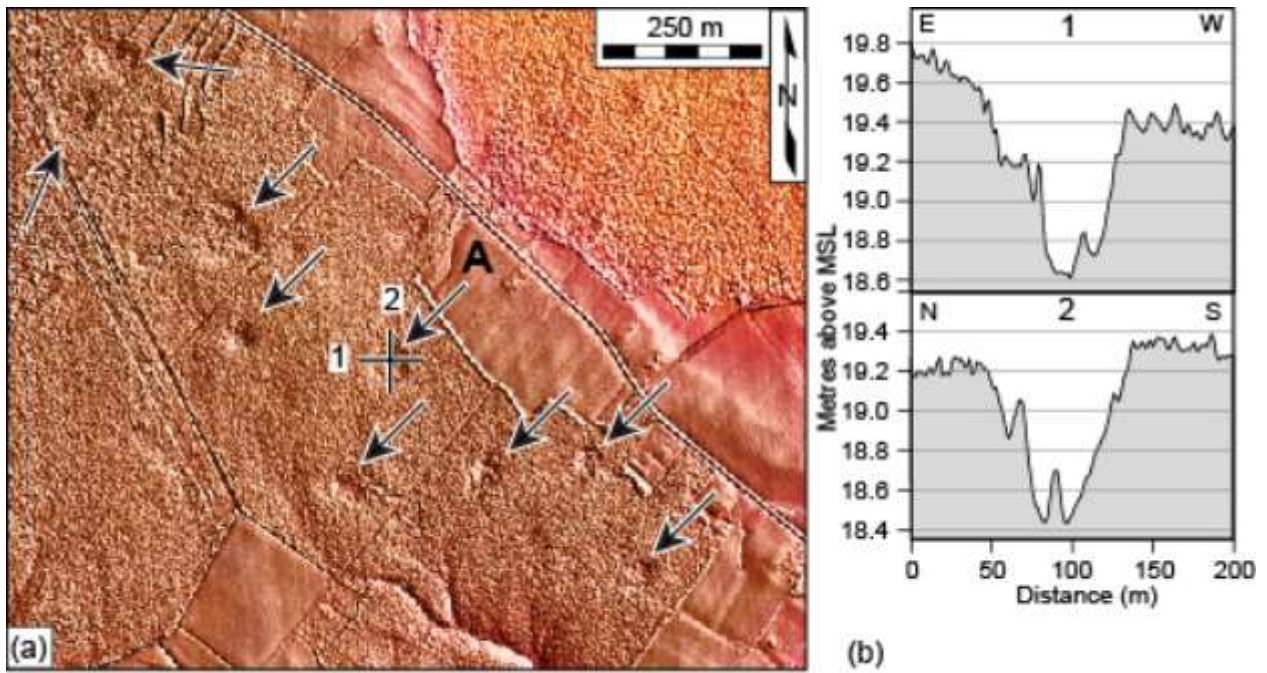 250 m
N
A
2
1
(a)
E 1 W
19.8
19.6
19.4
19.2
19.0
18.8
18.6
N 2 S
19.4
19.2
19.0
18.8
18.6
18.4
Metres above MSL
0 50 100 150 200
Distance (m)
(b)